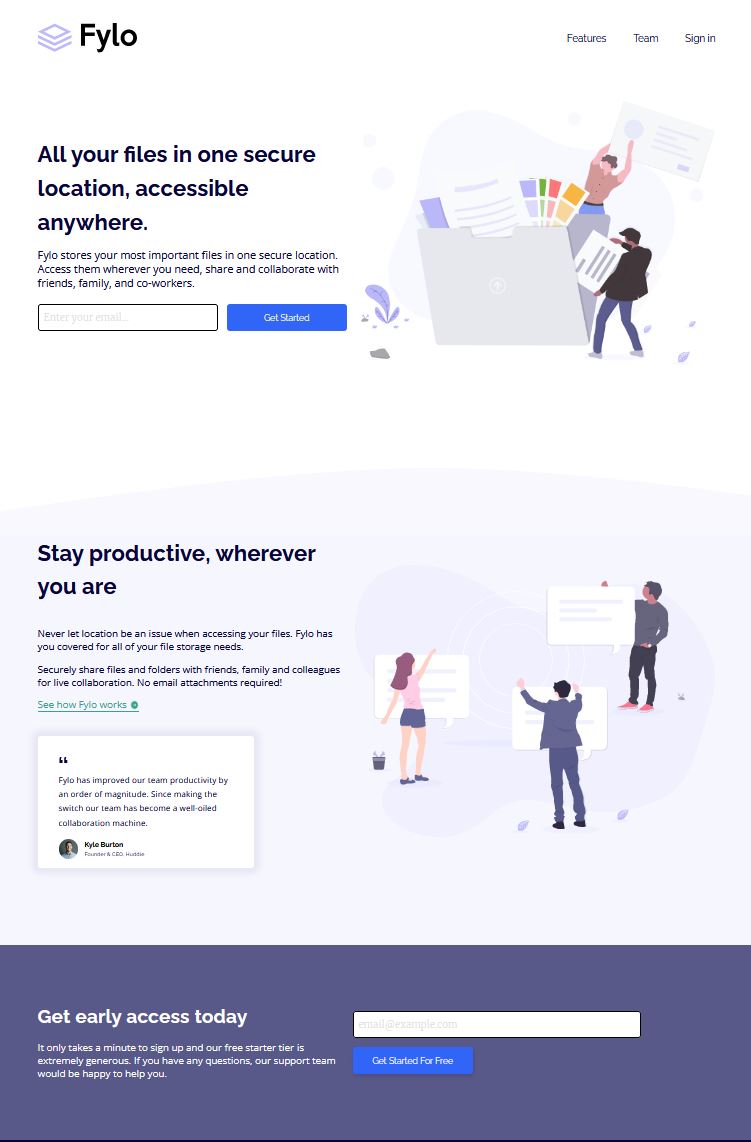 Fylo
Features
Team
Sign in
All your files in one secure
location, accessible
anywhere.
Fylo stores your most important files in one secure location.
Access them wherever you need, share and collaborate with
friends, family, and co-workers.
Enter your email...
Get Started
Stay productive, wherever
you are
Never let location be an issue when accessing your files. Fylo has
you covered for all of your file storage needs.
Securely share files and folders with friends, family and colleagues
for live collaboration. No email attachments required!
See how Fylo works
“
Fylo has improved our team productivity by
an order of magnitude. Since making the
switch our team has become a well-oiled
collaboration machine.
Kyle Burton
Founder & CEO, Huddle
Get early access today
It only takes a minute to sign up and our free starter tier is
extremely generous. If you have any questions, our support team
would be happy to help you.
email@example.com
Get Started For Free